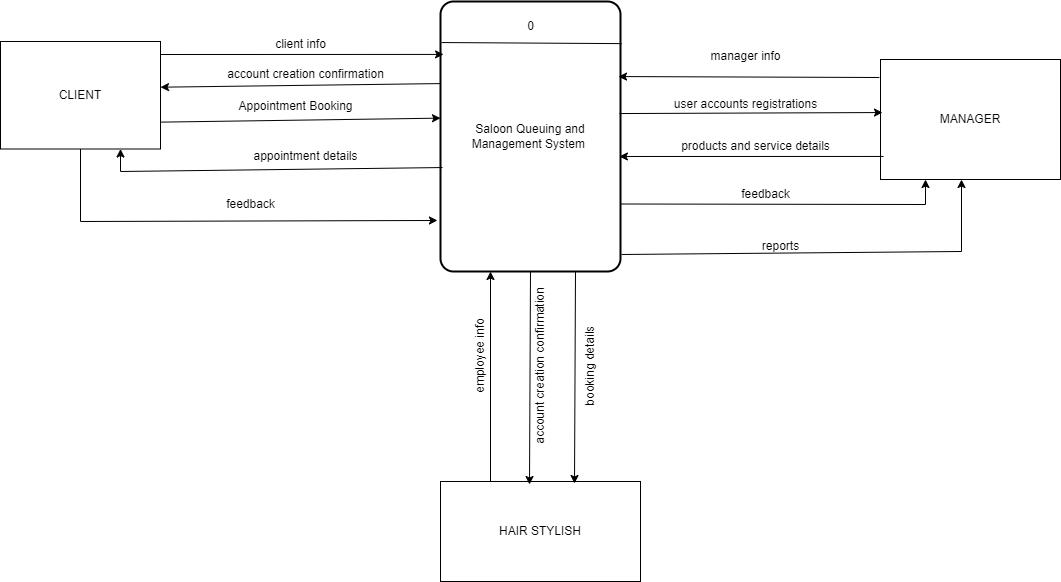 0
client info
manager info
account creation confirmation
CLIENT
Appointment Booking
user accounts registrations
MANAGER
Saloon Queuing and
Management System
products and service details
appointment details
feedback
feedback
reports
employee info
account creation confirmation
booking details
HAIR STYLISH